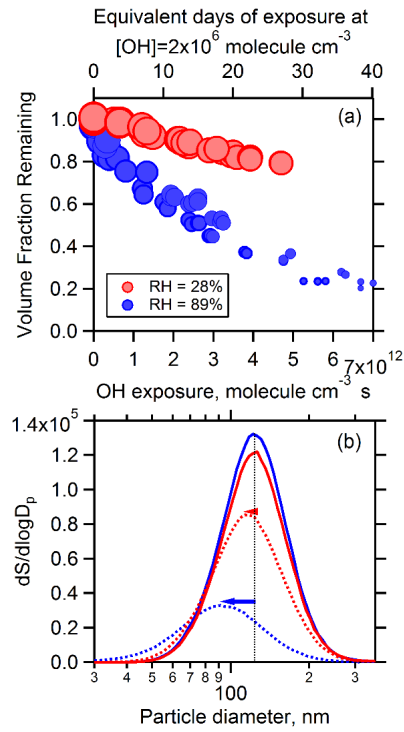 Equivalent days of exposure at
[OH]=2x10⁶ molecule cm⁻³
0 10 20 30 40
(a)
Volume Fraction Remaining
1.0
0.8
0.6
0.4
0.2
0.0
RH = 28%
RH = 89%
0 1 2 3 4 5 6 7x10¹²
OH exposure, molecule cm⁻³ s
(b)
dS/dlogDₚ
1.4x10⁵
1.2
1.0
0.8
0.6
0.4
0.2
0.0
3 4 5 6 7 8 9 100 2 3
Particle diameter, nm